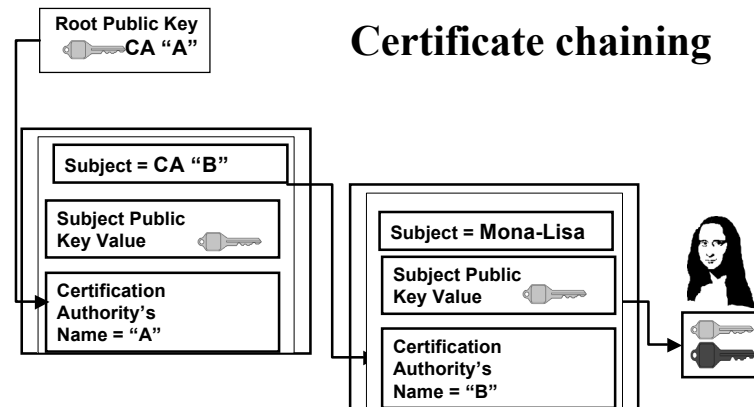 Root Public Key
CA “A”
Certificate chaining
Subject = CA “B”
Subject Public
Key Value
Certification
Authority’s
Name = “A”
Subject = Mona-Lisa
Subject Public
Key Value
Certification
Authority’s
Name = “B”